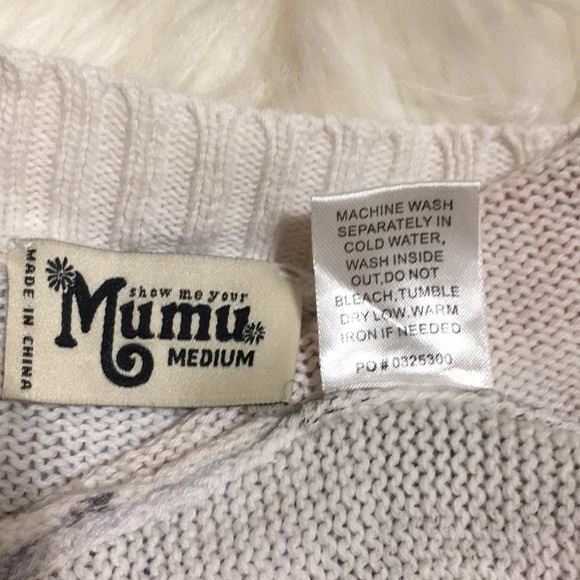 MADE IN CHINA
show me your
Mumu
MEDIUM
MACHINE WASH
SEPARATELY IN
COLD WATER,
WASH INSIDE
OUT,DO NOT
BLEACH,TUMBLE
DRY LOW,WARM
IRON IF NEEDED
PO # 0325300